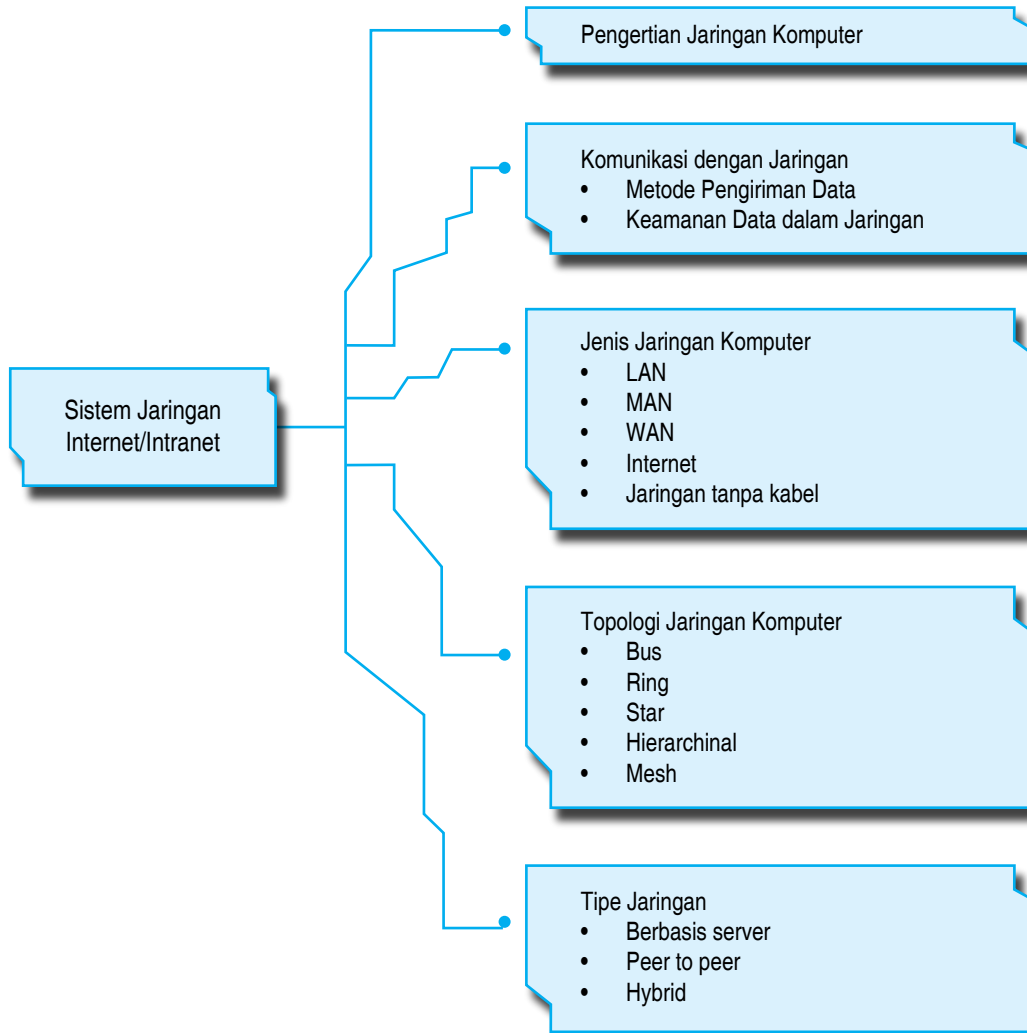 Sistem Jaringan
Internet/Intranet
Pengertian Jaringan Komputer
Komunikasi dengan Jaringan
• Metode Pengiriman Data
• Keamanan Data dalam Jaringan
Jenis Jaringan Komputer
• LAN
• MAN
• WAN
• Internet
• Jaringan tanpa kabel
Topologi Jaringan Komputer
• Bus
• Ring
• Star
• Hierarchinal
• Mesh
Tipe Jaringan
• Berbasis server
• Peer to peer
• Hybrid